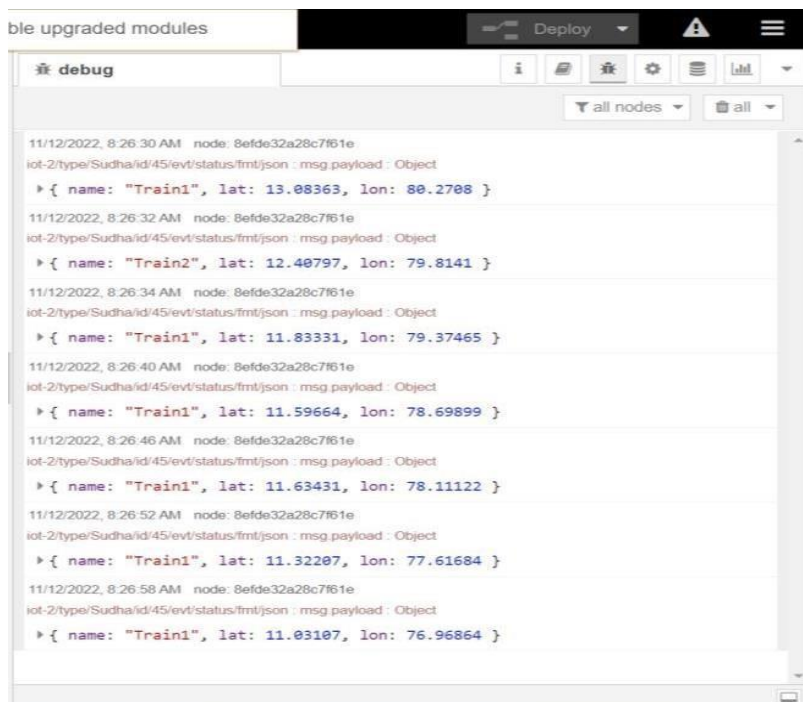 ble upgraded modules
Deploy
debug
i
all nodes
all
11/12/2022, 8:26:30 AM node: 8efde32a28c7f61e
iot-2/type/Sudha/id/45/evt/status/fmt/json : msg.payload : Object
{ name: "Train1", lat: 13.08363, lon: 80.2708 }
11/12/2022, 8:26:32 AM node: 8efde32a28c7f61e
iot-2/type/Sudha/id/45/evt/status/fmt/json : msg.payload : Object
{ name: "Train2", lat: 12.40797, lon: 79.8141 }
11/12/2022, 8:26:34 AM node: 8efde32a28c7f61e
iot-2/type/Sudha/id/45/evt/status/fmt/json : msg.payload : Object
{ name: "Train1", lat: 11.83331, lon: 79.37465 }
11/12/2022, 8:26:40 AM node: 8efde32a28c7f61e
iot-2/type/Sudha/id/45/evt/status/fmt/json : msg.payload : Object
{ name: "Train1", lat: 11.59664, lon: 78.69899 }
11/12/2022, 8:26:46 AM node: 8efde32a28c7f61e
iot-2/type/Sudha/id/45/evt/status/fmt/json : msg.payload : Object
{ name: "Train1", lat: 11.63431, lon: 78.11122 }
11/12/2022, 8:26:52 AM node: 8efde32a28c7f61e
iot-2/type/Sudha/id/45/evt/status/fmt/json : msg.payload : Object
{ name: "Train1", lat: 11.32207, lon: 77.61684 }
11/12/2022, 8:26:58 AM node: 8efde32a28c7f61e
iot-2/type/Sudha/id/45/evt/status/fmt/json : msg.payload : Object
{ name: "Train1", lat: 11.03107, lon: 76.96864 }